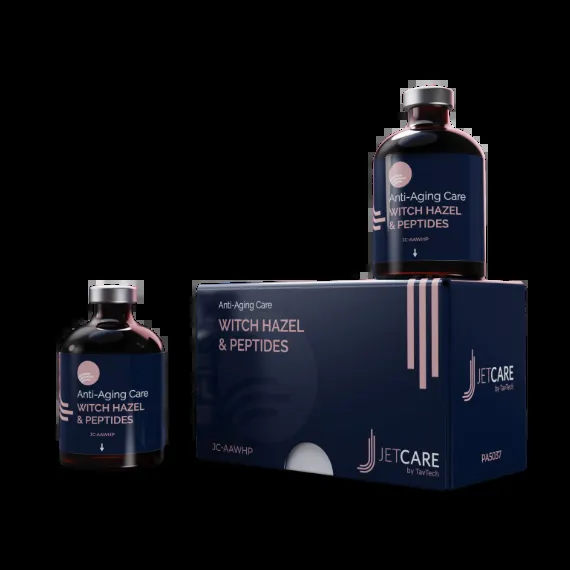 Anti-Aging Care
WITCH HAZEL
& PEPTIDES
JC-AAWHP
Anti-Aging Care
WITCH HAZEL
& PEPTIDES
JC-AAWHP
JETCARE
by TavTech
JETCARE
by TavTech
PAS037
Anti-Aging Care
WITCH HAZEL
& PEPTIDES
JC-AAWHP